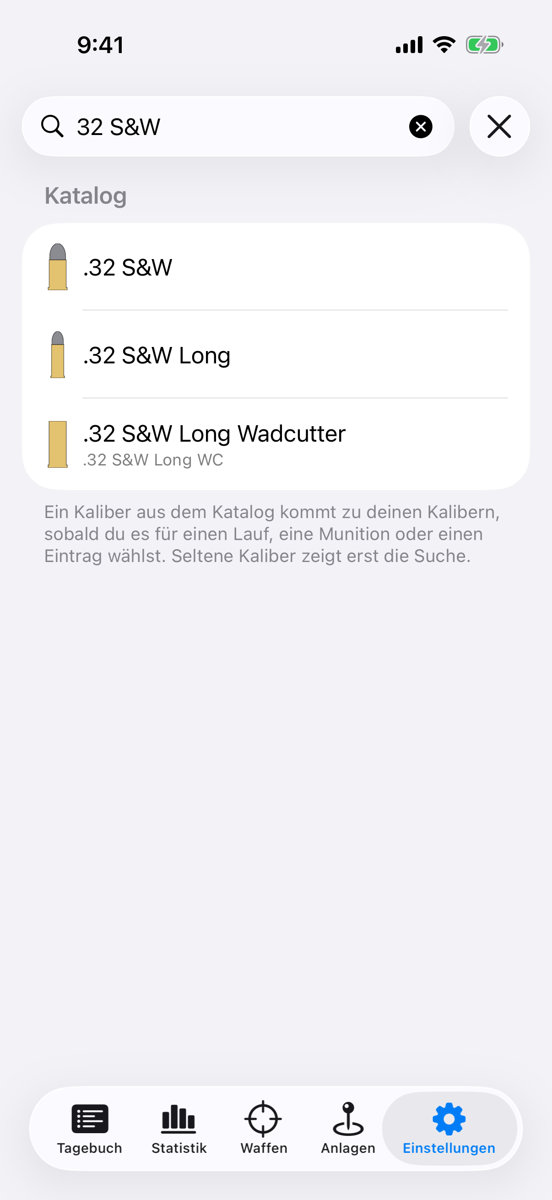 9:41
32 S&W
Katalog
.32 S&W
.32 S&W Long
.32 S&W Long Wadcutter
.32 S&W Long WC
Ein Kaliber aus dem Katalog kommt zu deinen Kalibern,
sobald du es für einen Lauf, eine Munition oder einen
Eintrag wählst. Seltene Kaliber zeigt erst die Suche.
Tagebuch
Statistik
Waffen
Anlagen
Einstellungen